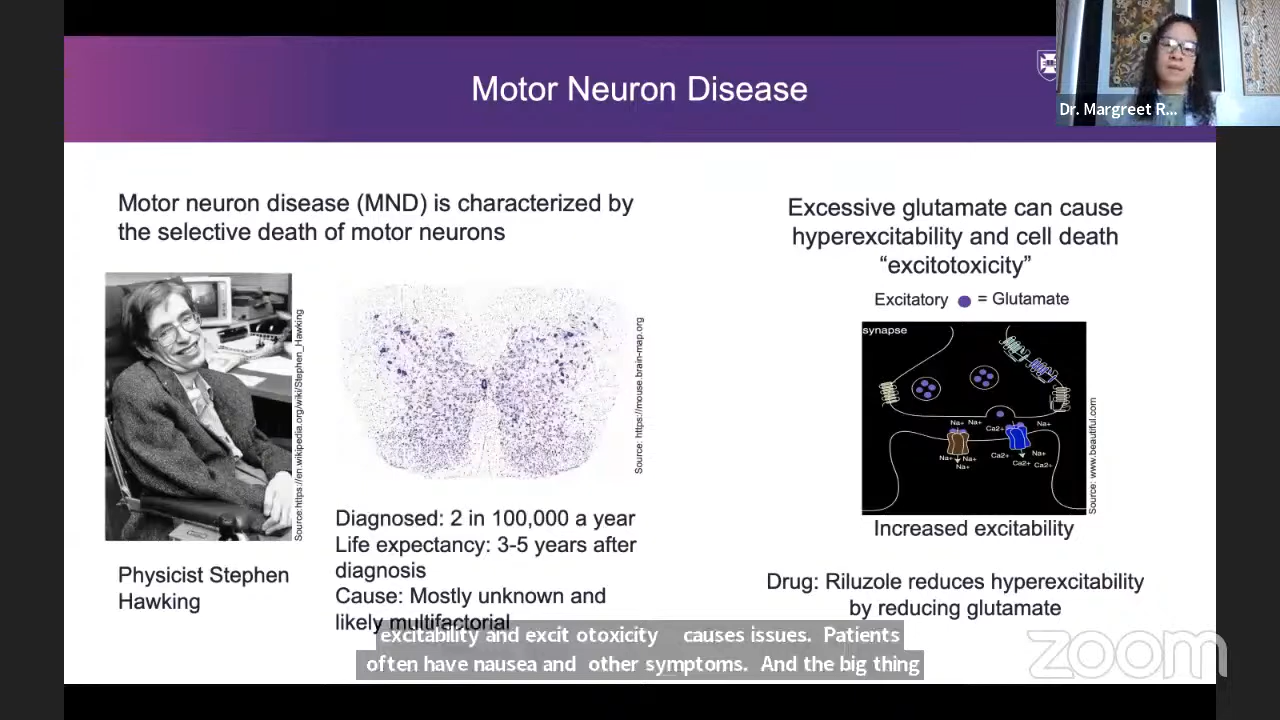 Motor Neuron Disease
Dr. Margreet R...
Motor neuron disease (MND) is characterized by
the selective death of motor neurons
Source:https://en.wikipedia.org/wiki/Stephen_Hawking
Physicist Stephen
Hawking
Source: https://mouse.brain-map.org
Diagnosed: 2 in 100,000 a year
Life expectancy: 3-5 years after
diagnosis
Cause: Mostly unknown and
likely multifactorial
Excessive glutamate can cause
hyperexcitability and cell death
“excitotoxicity”
Excitatory = Glutamate
synapse
Na+ Na+ Ca2+ Na+
Na+ Na+ Ca2+ Na+
Na+ Ca2+ Ca2+
Source: www.beautiful.com
Increased excitability
Drug: Riluzole reduces hyperexcitability
by reducing glutamate
excitability and excit otoxicity causes issues. Patients
often have nausea and other symptoms. And the big thing
zoom